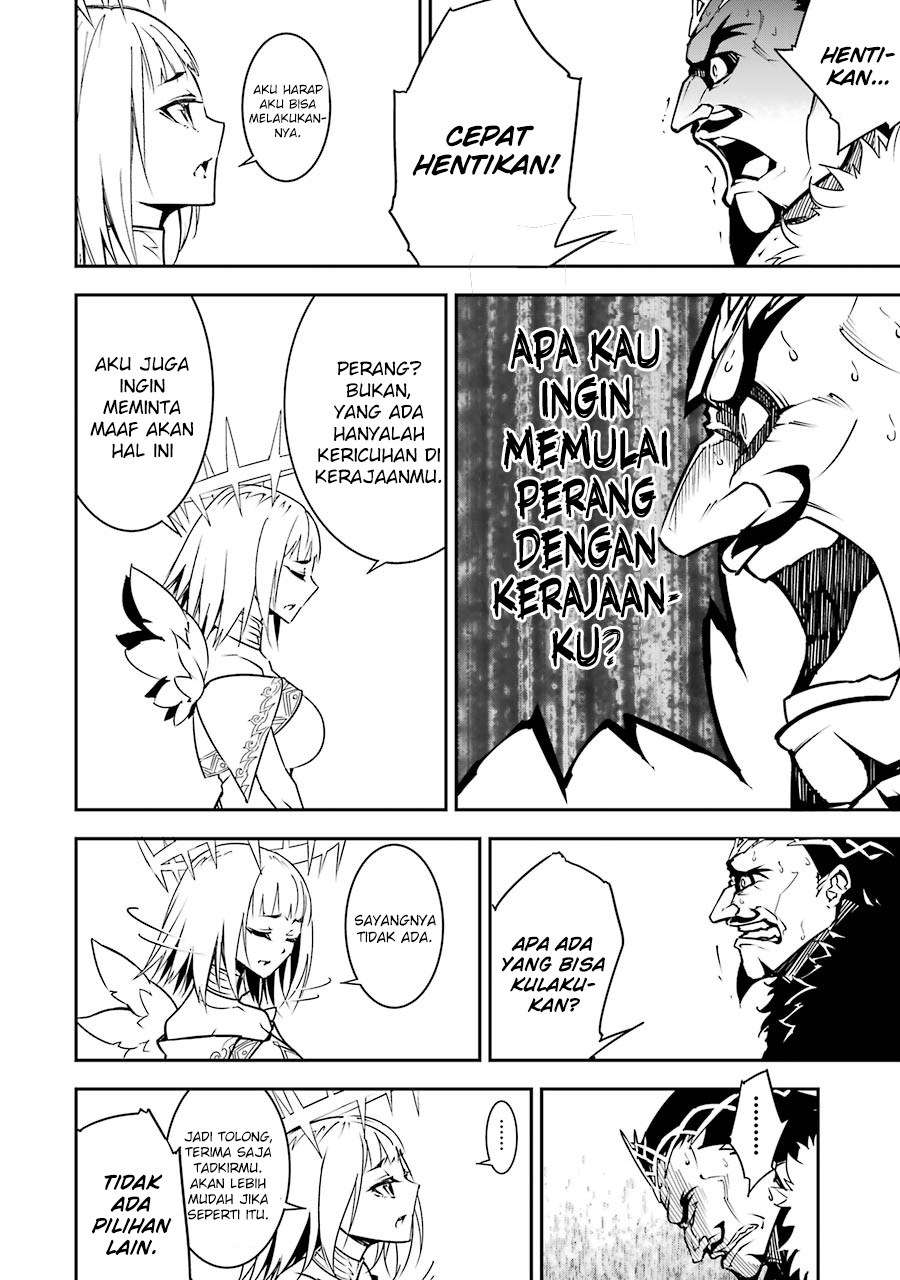 HENTI-
KAN...
CEPAT
HENTIKAN!
AKU HARAP
AKU BISA
MELAKUKAN-
NYA.
APA KAU
INGIN
MEMULAI
PERANG
DENGAN
KERAJAAN-
KU?
PERANG?
BUKAN,
YANG ADA
HANYALAH
KERICUHAN DI
KERAJAANMU.
AKU JUGA
INGIN
MEMINTA
MAAF AKAN
HAL INI
APA ADA
YANG BISA
KULAKU-
KAN?
SAYANGNYA
TIDAK ADA.
........
......
JADI TOLONG,
TERIMA SAJA
TADKIRMU.
AKAN LEBIH
MUDAH JIKA
SEPERTI ITU.
TIDAK
ADA
PILIHAN
LAIN.